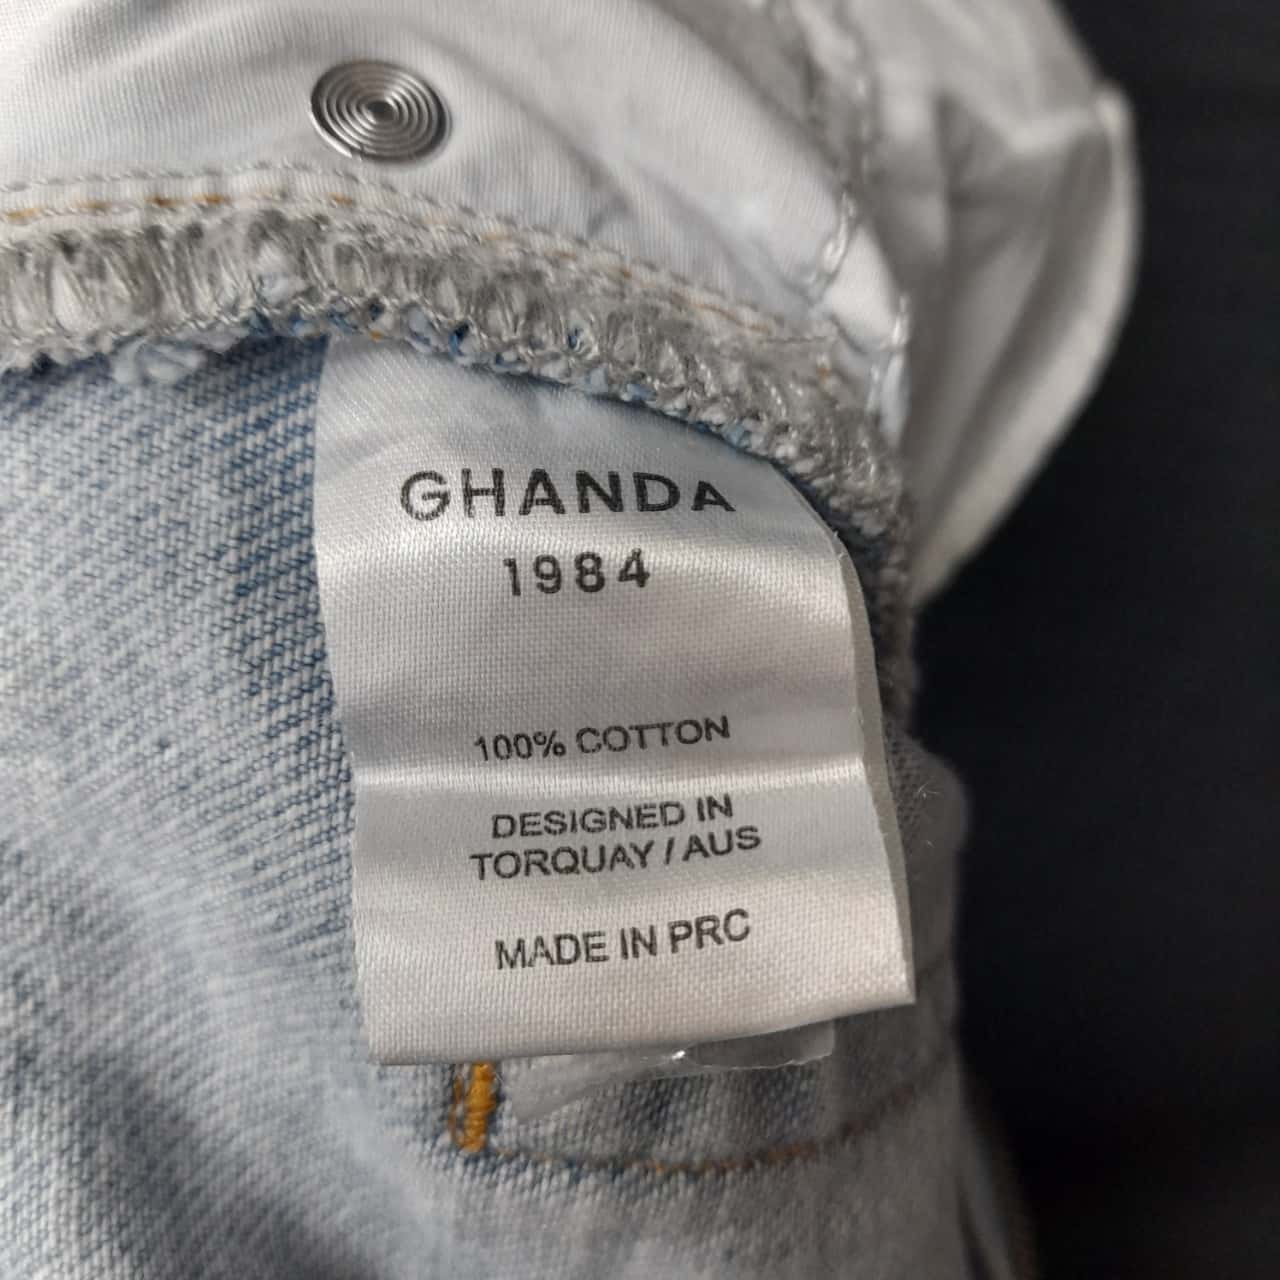 GHANDA
1984
100% COTTON
DESIGNED IN
TORQUAY / AUS
MADE IN PRC